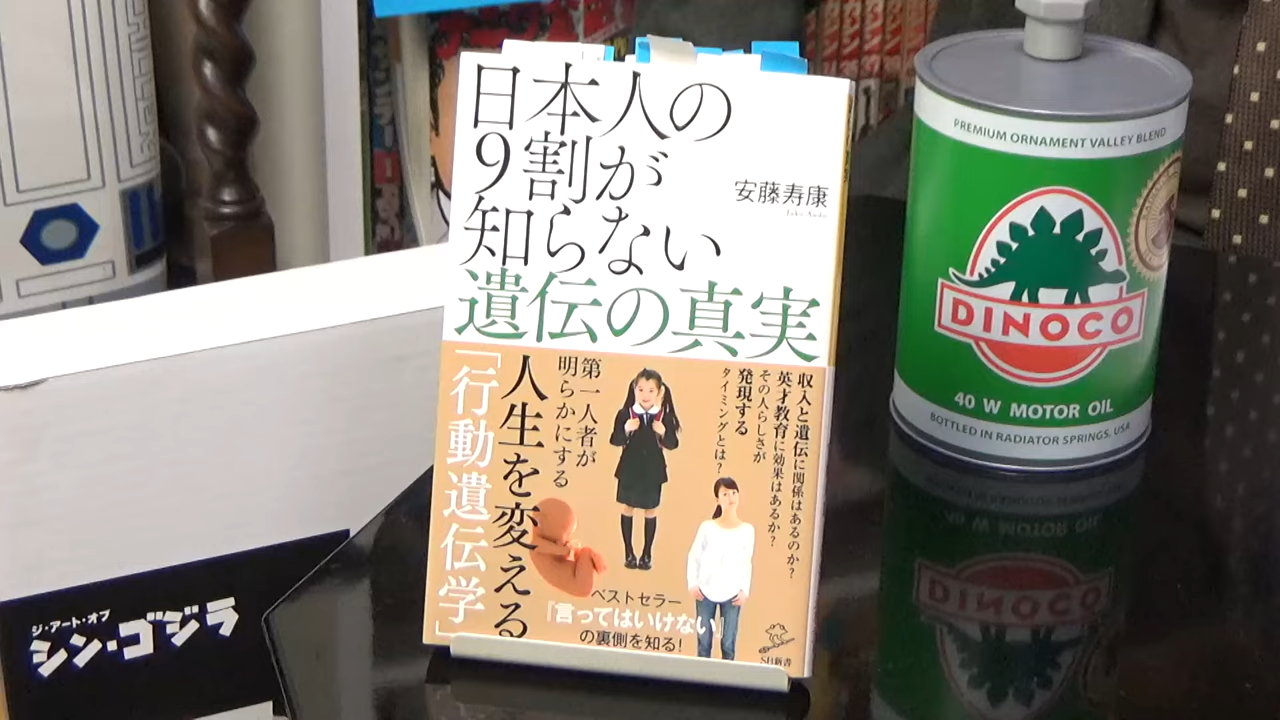 日本人の
9割が
知らない
遺伝の真実
安藤寿康
Juko Ando
収入と遺伝に関係はあるのか?
英才教育に効果はあるか?
その人らしさが
発現する
タイミングとは?
第一人者が
明らかにする
人生を変える
「行動遺伝学」
ベストセラー
『言ってはいけない』
の裏側を知る!
SB新書
PREMIUM ORNAMENT VALLEY BLEND
DINOCO
40 W MOTOR OIL
BOTTLED IN RADIATOR SPRINGS, USA
ジ・アート・オブ
シン・ゴジラ